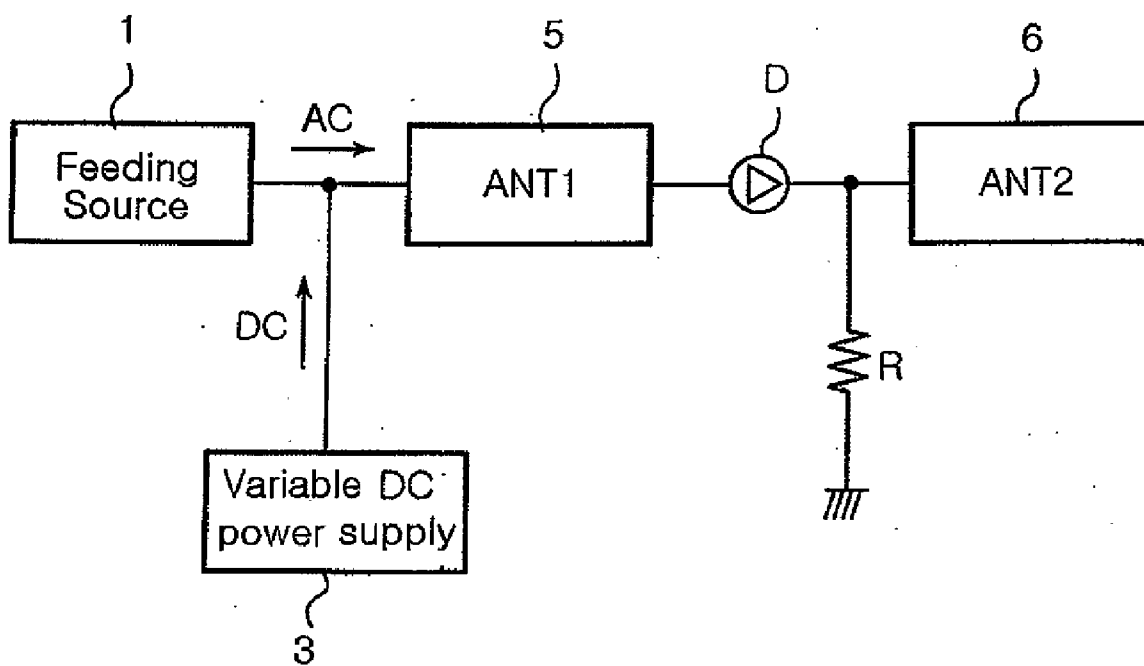 1
5
6
D
AC
Feeding
Source
ANT1
ANT2
DC
R
Variable DC
power supply
3